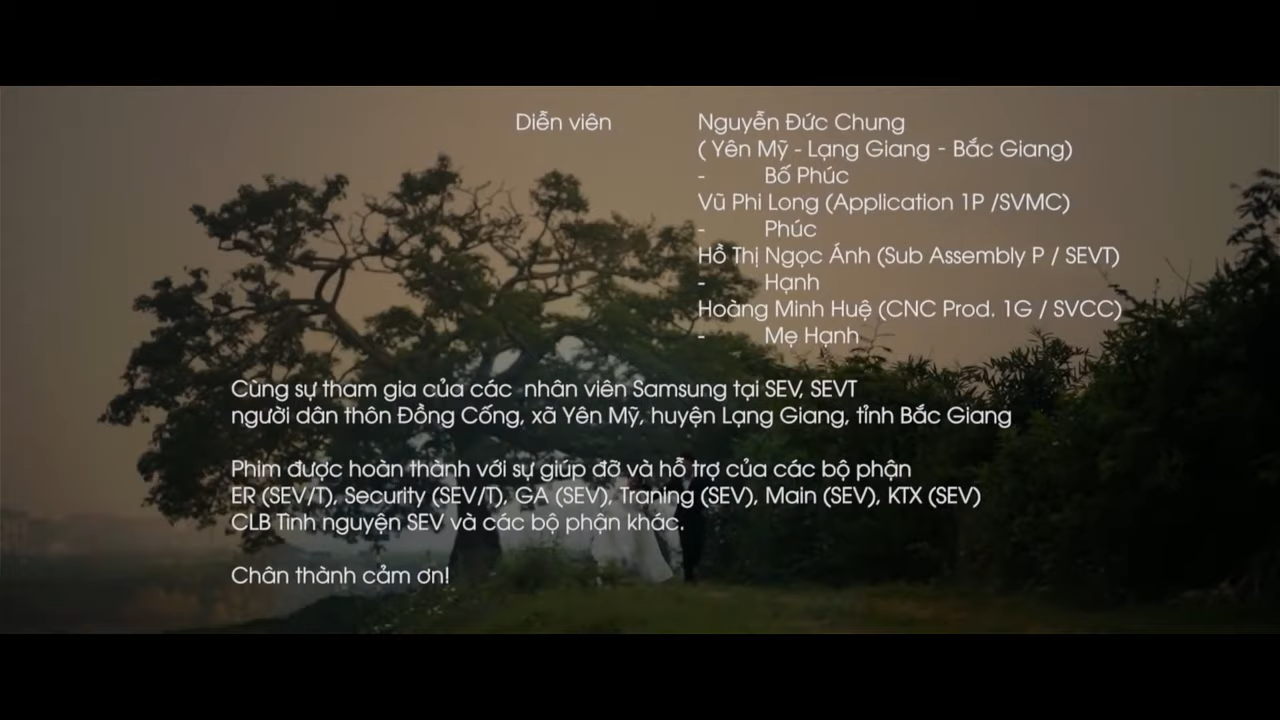 Diễn viên Nguyễn Đức Chung
( Yên Mỹ - Lạng Giang - Bắc Giang)
- Bố Phúc
Vũ Phi Long (Application 1P /SVMC)
- Phúc
Hồ Thị Ngọc Ánh (Sub Assembly P / SEVT)
- Hạnh
Hoàng Minh Huệ (CNC Prod. 1G / SVCC)
- Mẹ Hạnh
Cùng sự tham gia của các nhân viên Samsung tại SEV, SEVT
người dân thôn Đồng Cống, xã Yên Mỹ, huyện Lạng Giang, tỉnh Bắc Giang
Phim được hoàn thành với sự giúp đỡ và hỗ trợ của các bộ phận
ER (SEV/T), Security (SEV/T), GA (SEV), Traning (SEV), Main (SEV), KTX (SEV)
CLB Tình nguyện SEV và các bộ phận khác.
Chân thành cảm ơn!